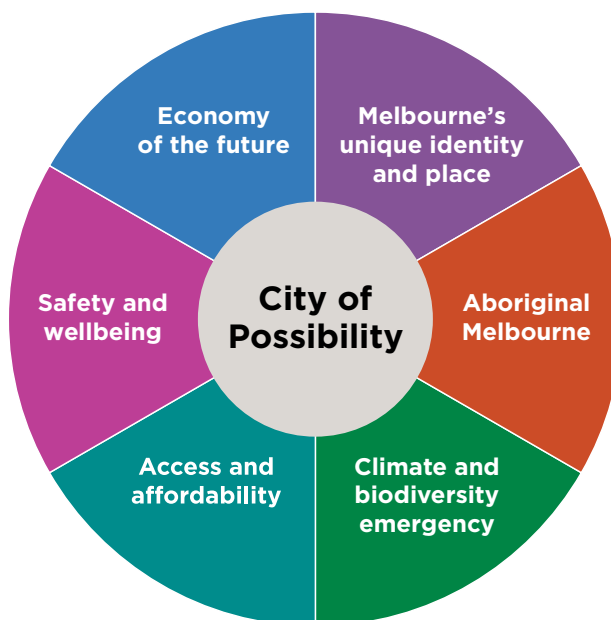 Economy
of the future
Melbourne’s
unique identity
and place
Safety and
wellbeing
City of
Possibility
Aboriginal
Melbourne
Access and
affordability
Climate and
biodiversity
emergency